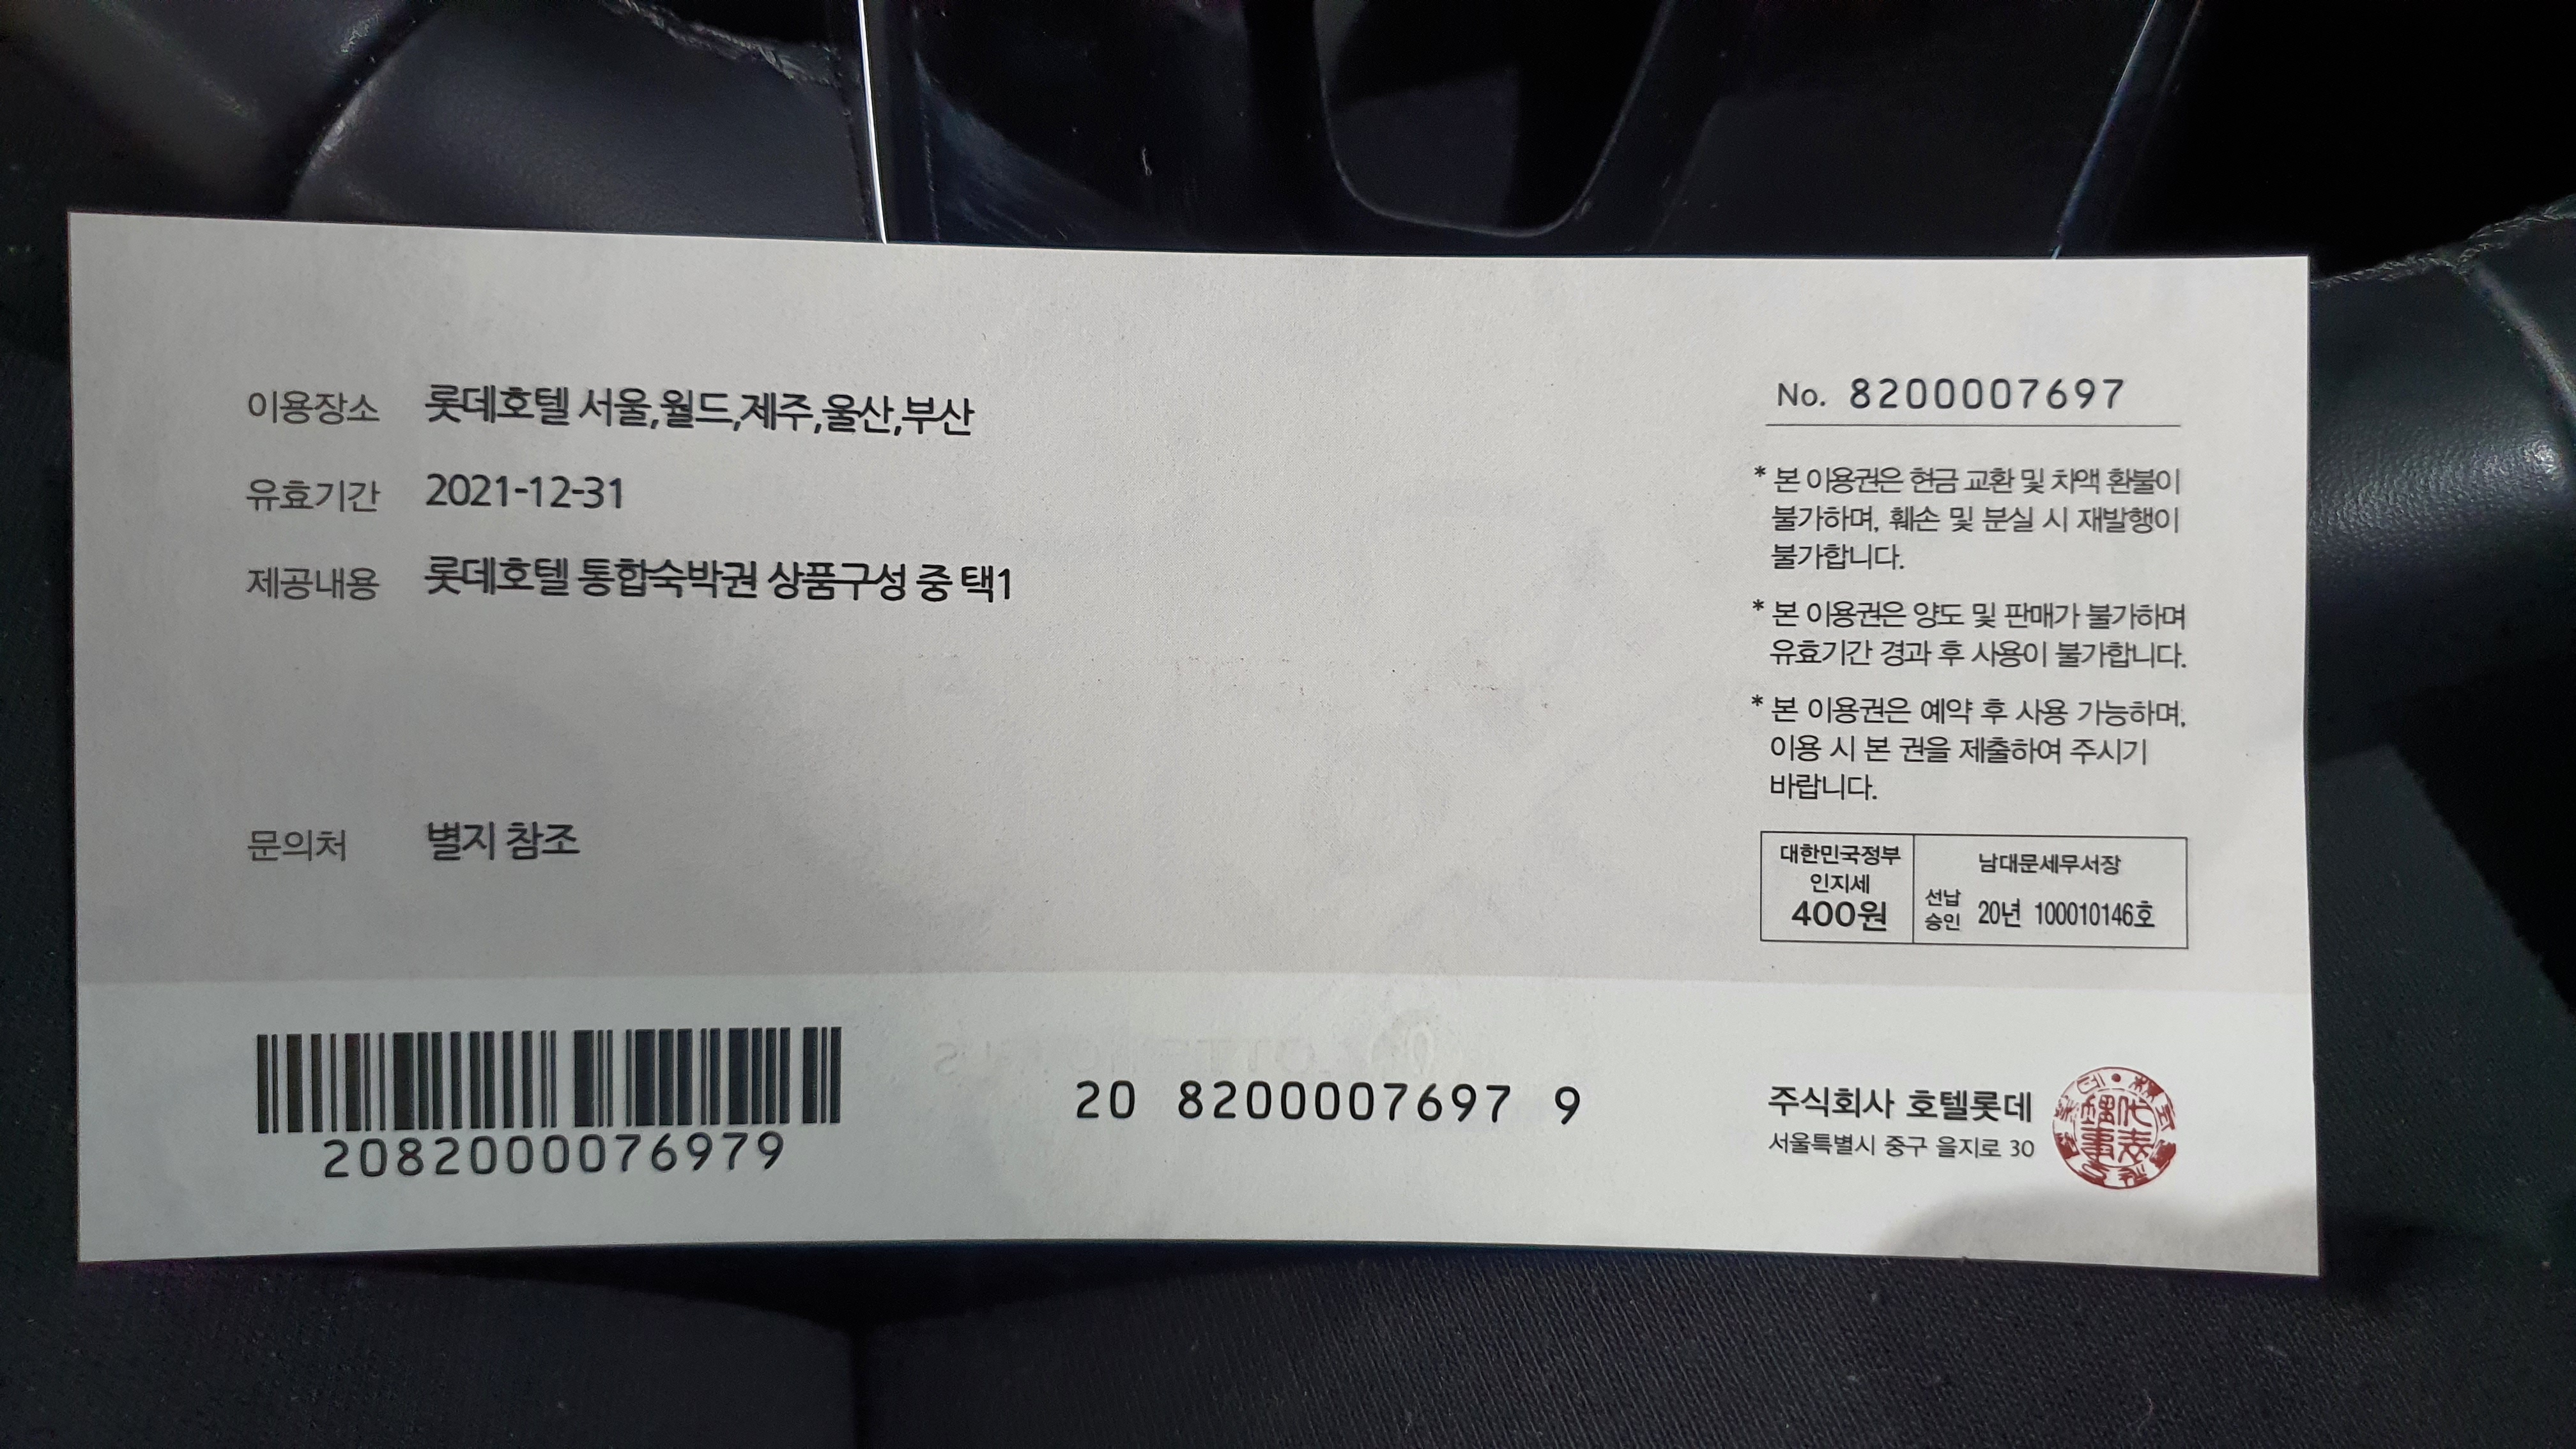 이용장소 롯데호텔 서울,월드,제주,울산,부산
유효기간 2021-12-31
제공내용 롯데호텔 통합숙박권 상품구성 중 택1
문의처 별지 참조
No. 8200007697
* 본 이용권은 현금 교환 및 차액 환불이
불가하며, 훼손 및 분실 시 재발행이
불가합니다.
* 본 이용권은 양도 및 판매가 불가하며
유효기간 경과 후 사용이 불가합니다.
* 본 이용권은 예약 후 사용 가능하며,
이용 시 본 권을 제출하여 주시기
바랍니다.
대한민국정부
인지세
400원
남대문세무서장
선납
승인 20년 100010146호
2082000076979
20 8200007697 9
주식회사 호텔롯데
서울특별시 중구 을지로 30